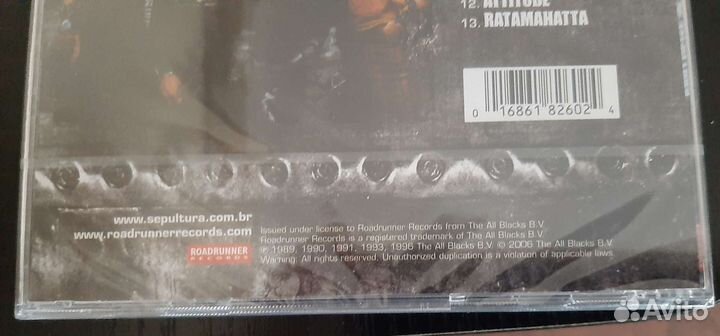 12. ATTITUDE
13. RATAMAHATTA
0 16861 82602 4
www.sepultura.com.br
www.roadrunnerrecords.com
ROADRUNNER
RECORDS
Issued under license to Roadrunner Records from The All Blacks B.V.
Roadrunner Records is a registered trademark of The All Blacks B.V.
℗ 1989, 1990, 1991, 1993, 1996 The All Blacks B.V. © 2006 The All Blacks B.V.
Warning: All rights reserved. Unauthorized duplication is a violation of applicable laws.
Avito